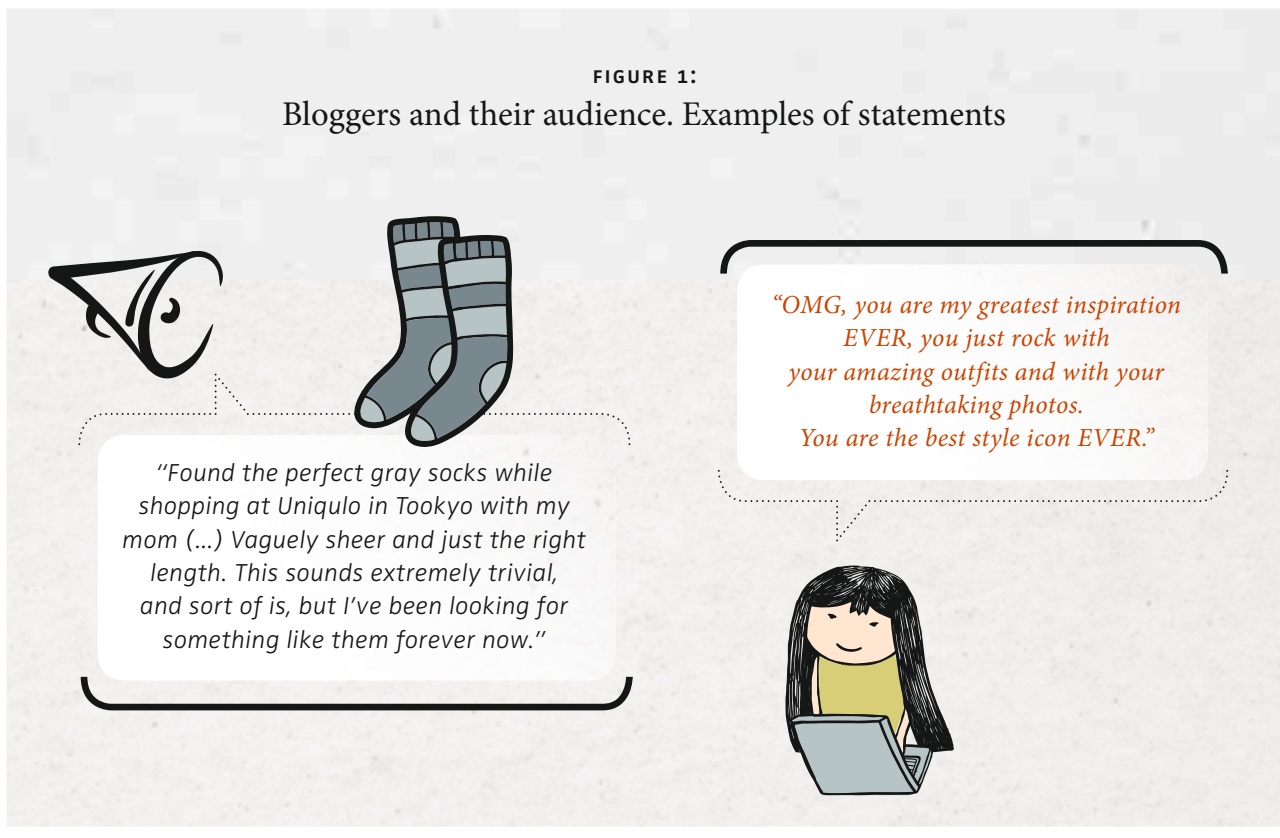 FIGURE 1:
Bloggers and their audience. Examples of statements
“Found the perfect gray socks while
shopping at Uniqulo in Tookyo with my
mom (...) Vaguely sheer and just the right
length. This sounds extremely trivial,
and sort of is, but I’ve been looking for
something like them forever now.”
“OMG, you are my greatest inspiration
EVER, you just rock with
your amazing outfits and with your
breathtaking photos.
You are the best style icon EVER.”